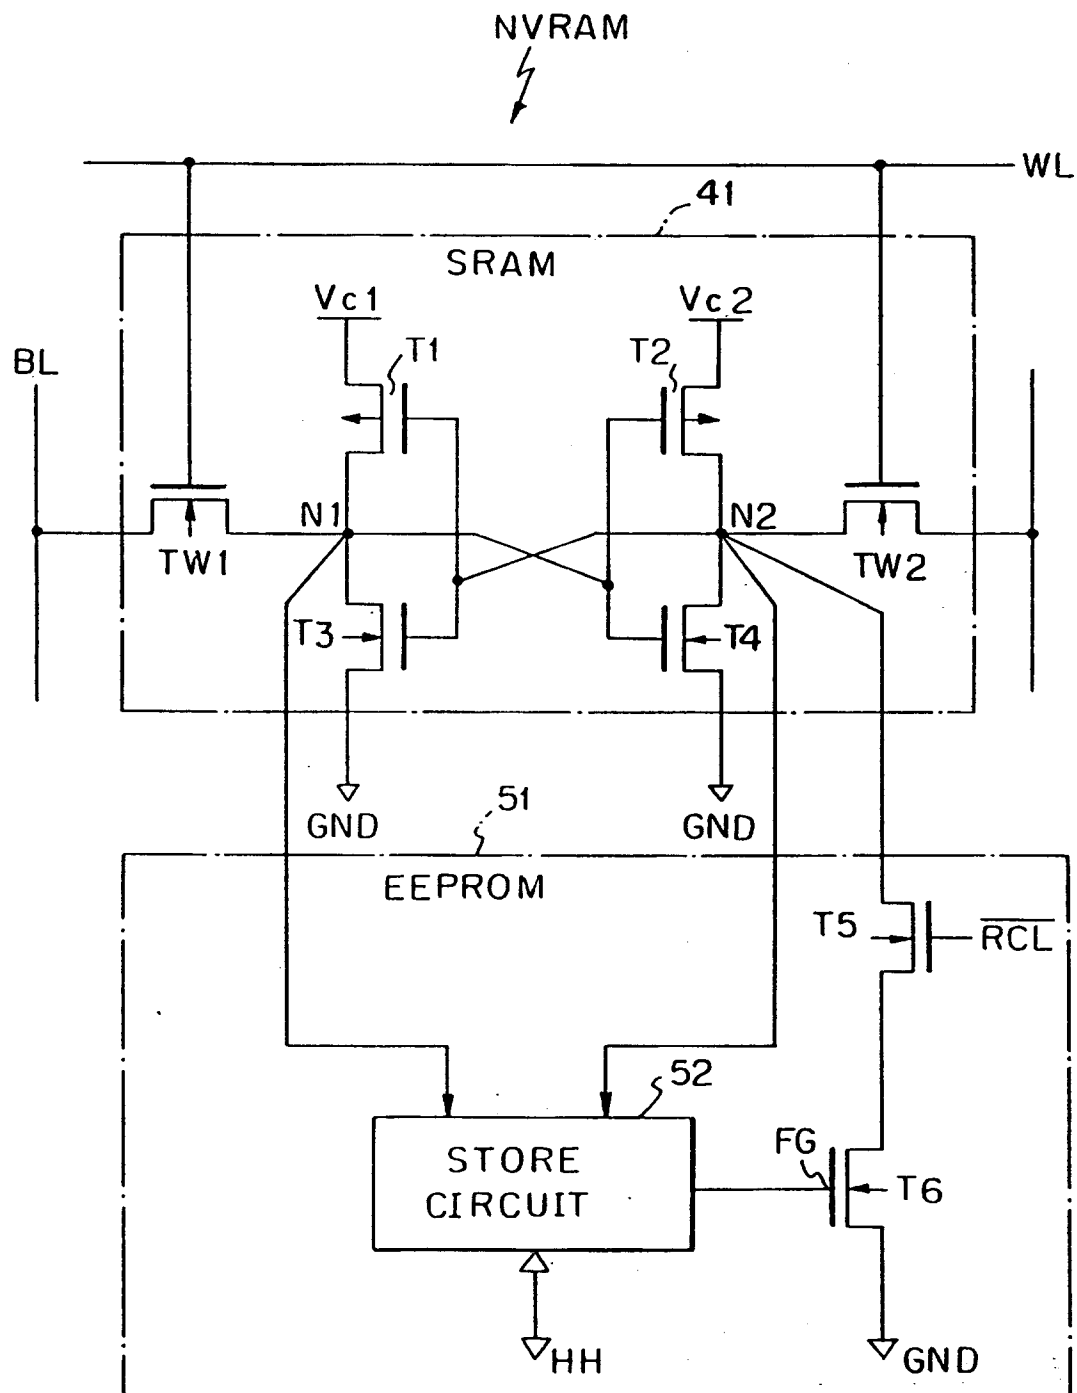 NVRAM
WL
41
SRAM
Vc1
Vc2
BL
T1
T2
N1
N2
TW1
TW2
T3
T4
GND
GND
51
EEPROM
T5
RCL
52
STORE
CIRCUIT
FG
T6
HH
GND